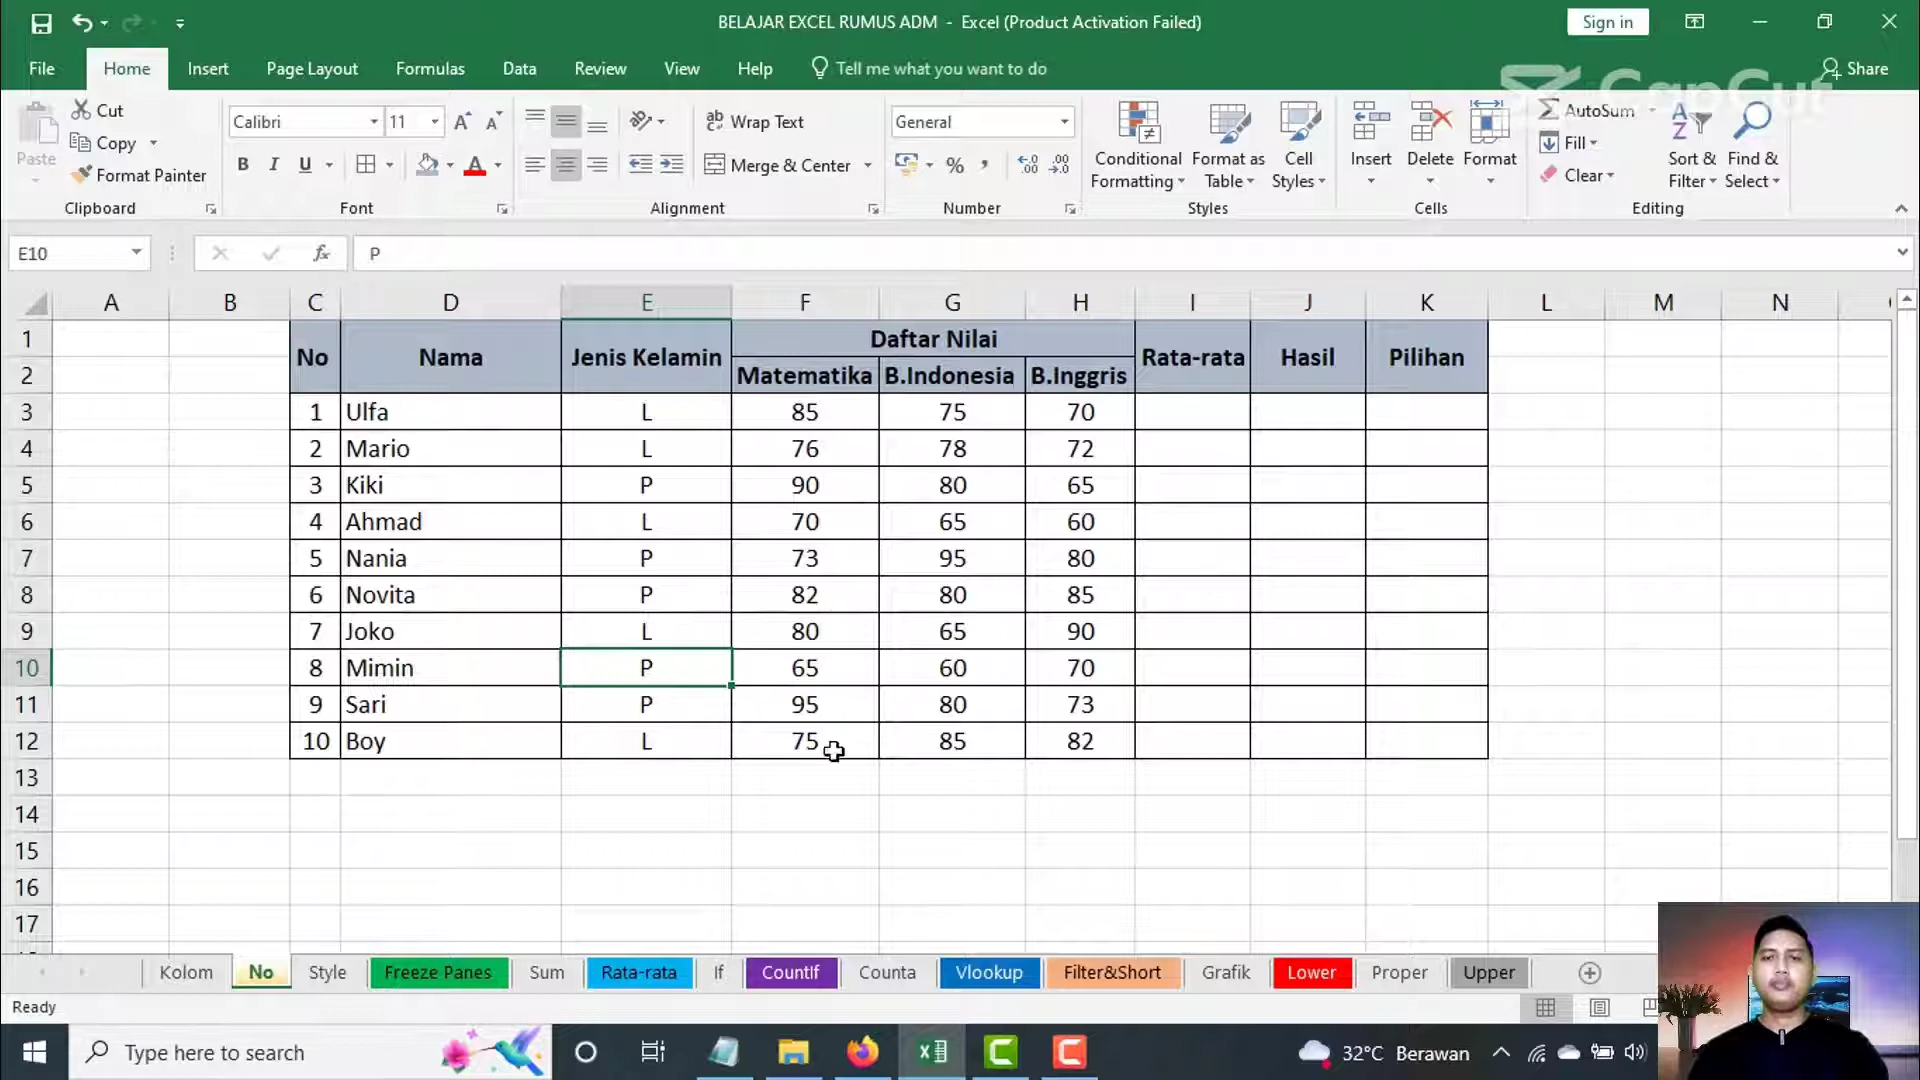 BELAJAR EXCEL RUMUS ADM - Excel (Product Activation Failed)
Sign in
File Home Insert Page Layout Formulas Data Review View Help Tell me what you want to do Share
CapCut
Paste
Cut
Copy
Format Painter
Clipboard
Calibri 11
B I U A
Font
ab Wrap Text
Merge & Center
Alignment
General
% ,
Number
Conditional Formatting
Format as Table
Cell Styles
Styles
Insert Delete Format
Cells
AutoSum
Fill
Clear
Sort & Filter
Find & Select
Editing
E10 fx P
A B C D E F G H I J K L M N
1 No Nama Jenis Kelamin Daftar Nilai Rata-rata Hasil Pilihan
2 Matematika B.Indonesia B.Inggris
3 1 Ulfa L 85 75 70
4 2 Mario L 76 78 72
5 3 Kiki P 90 80 65
6 4 Ahmad L 70 65 60
7 5 Nania P 73 95 80
8 6 Novita P 82 80 85
9 7 Joko L 80 65 90
10 8 Mimin P 65 60 70
11 9 Sari P 95 80 73
12 10 Boy L 75 85 82
13
14
15
16
17
Kolom No Style Freeze Panes Sum Rata-rata If CountIf Counta Vlookup Filter&Short Grafik Lower Proper Upper
Ready
Type here to search
32°C Berawan